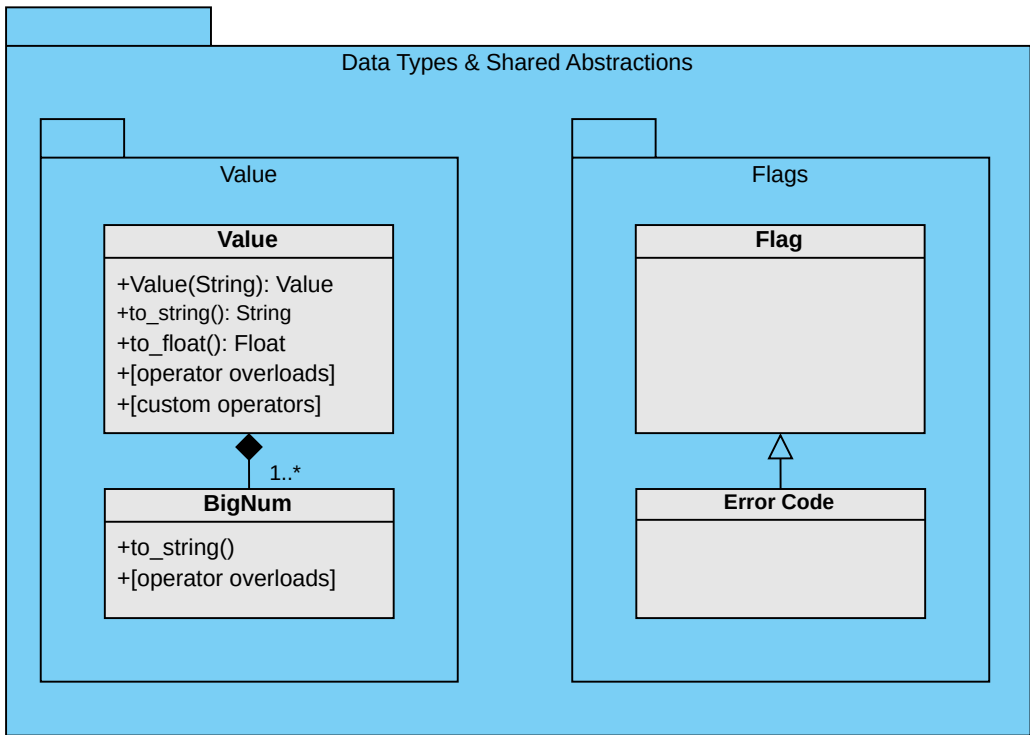 Data Types & Shared Abstractions
Value
Value
+Value(String): Value
+to_string(): String
+to_float(): Float
+[operator overloads]
+[custom operators]
1..*
BigNum
+to_string()
+[operator overloads]
Flags
Flag
Error Code